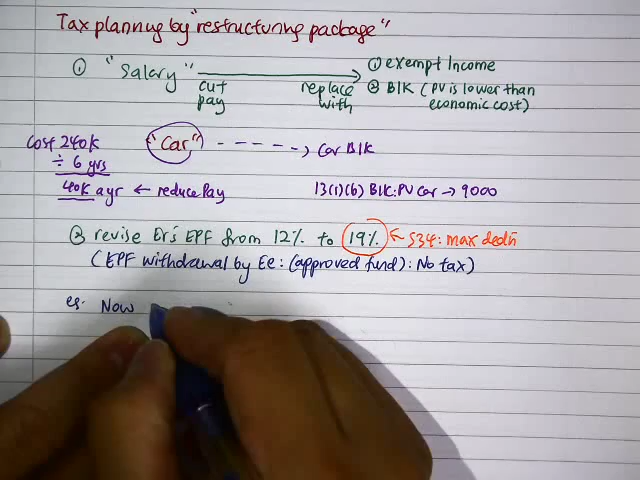 Tax planning by "restructuring package"
① "Salary" cut pay replace with ① exempt Income
② BIK (PV is lower than economic cost)
Cost 240k ÷ 6 yrs
"Car" -----> Car BIK
40k a yr ← reduce Pay 13(1)(b) BIK: PV car → 9000
② revise Er's EPF from 12% to 19% ← S34: max dedn
(EPF withdrawal by Ee: (approved fund): No tax)
eg. Now